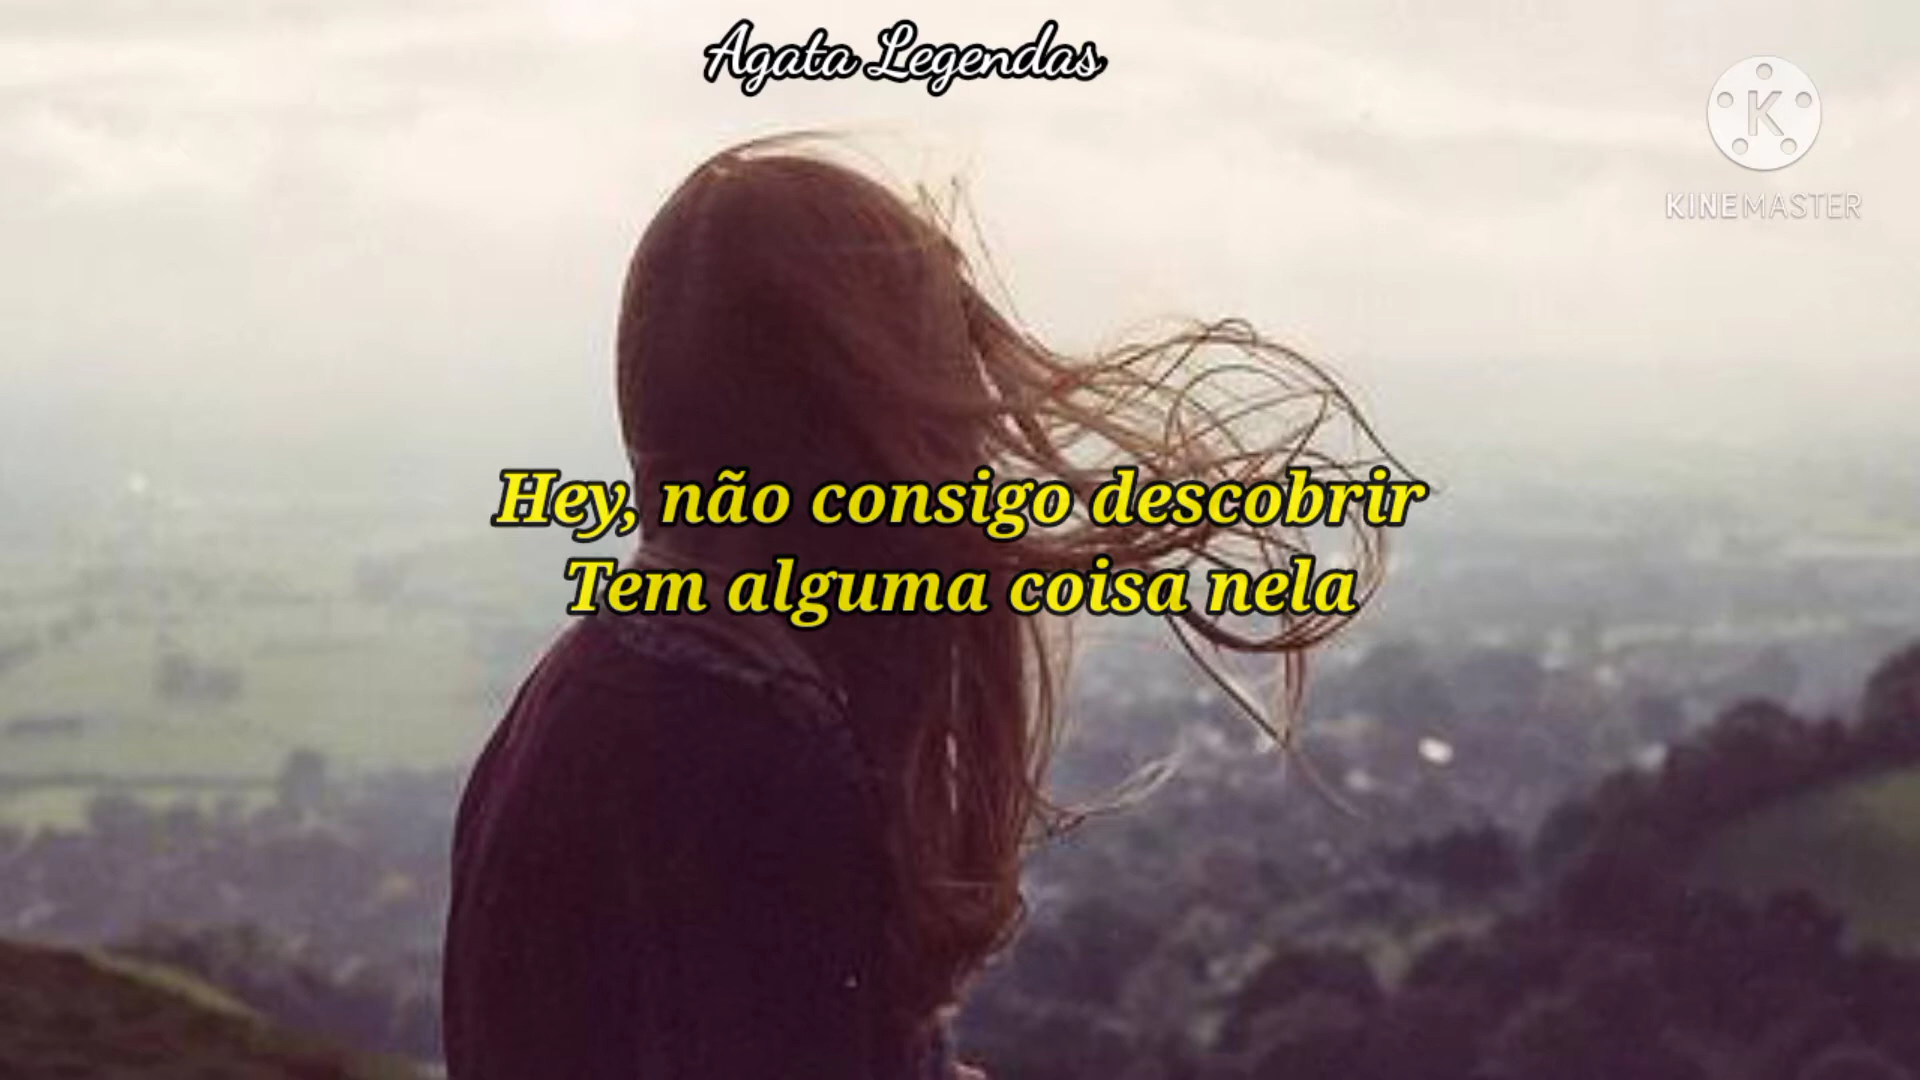 Agata Legendas
K
KINEMASTER
Hey, não consigo descobrir
Tem alguma coisa nela